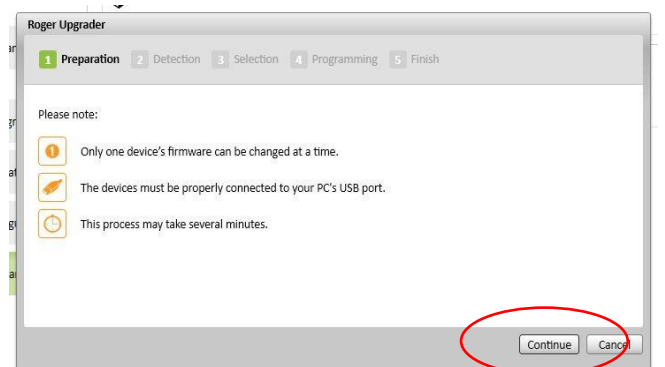 Roger Upgrader
1 Preparation 2 Detection 3 Selection 4 Programming 5 Finish
Please note:
1 Only one device's firmware can be changed at a time.
The devices must be properly connected to your PC's USB port.
This process may take several minutes.
Continue Cancel